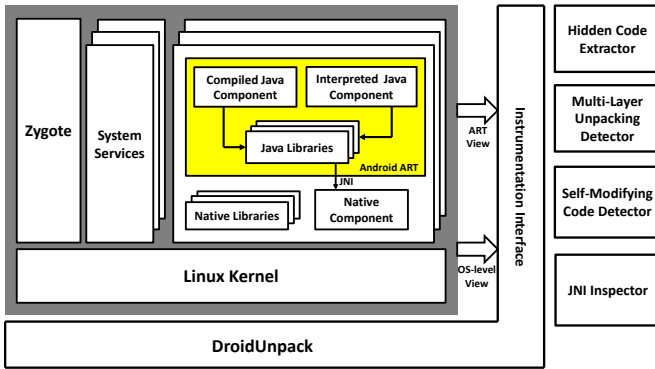 Zygote
System
Services
Compiled Java
Component
Interpreted Java
Component
Java Libraries
Android ART
JNI
Native Libraries
Native
Component
Linux Kernel
ART
View
OS-level
View
Instrumentation Interface
DroidUnpack
Hidden Code
Extractor
Multi-Layer
Unpacking
Detector
Self-Modifying
Code Detector
JNI Inspector